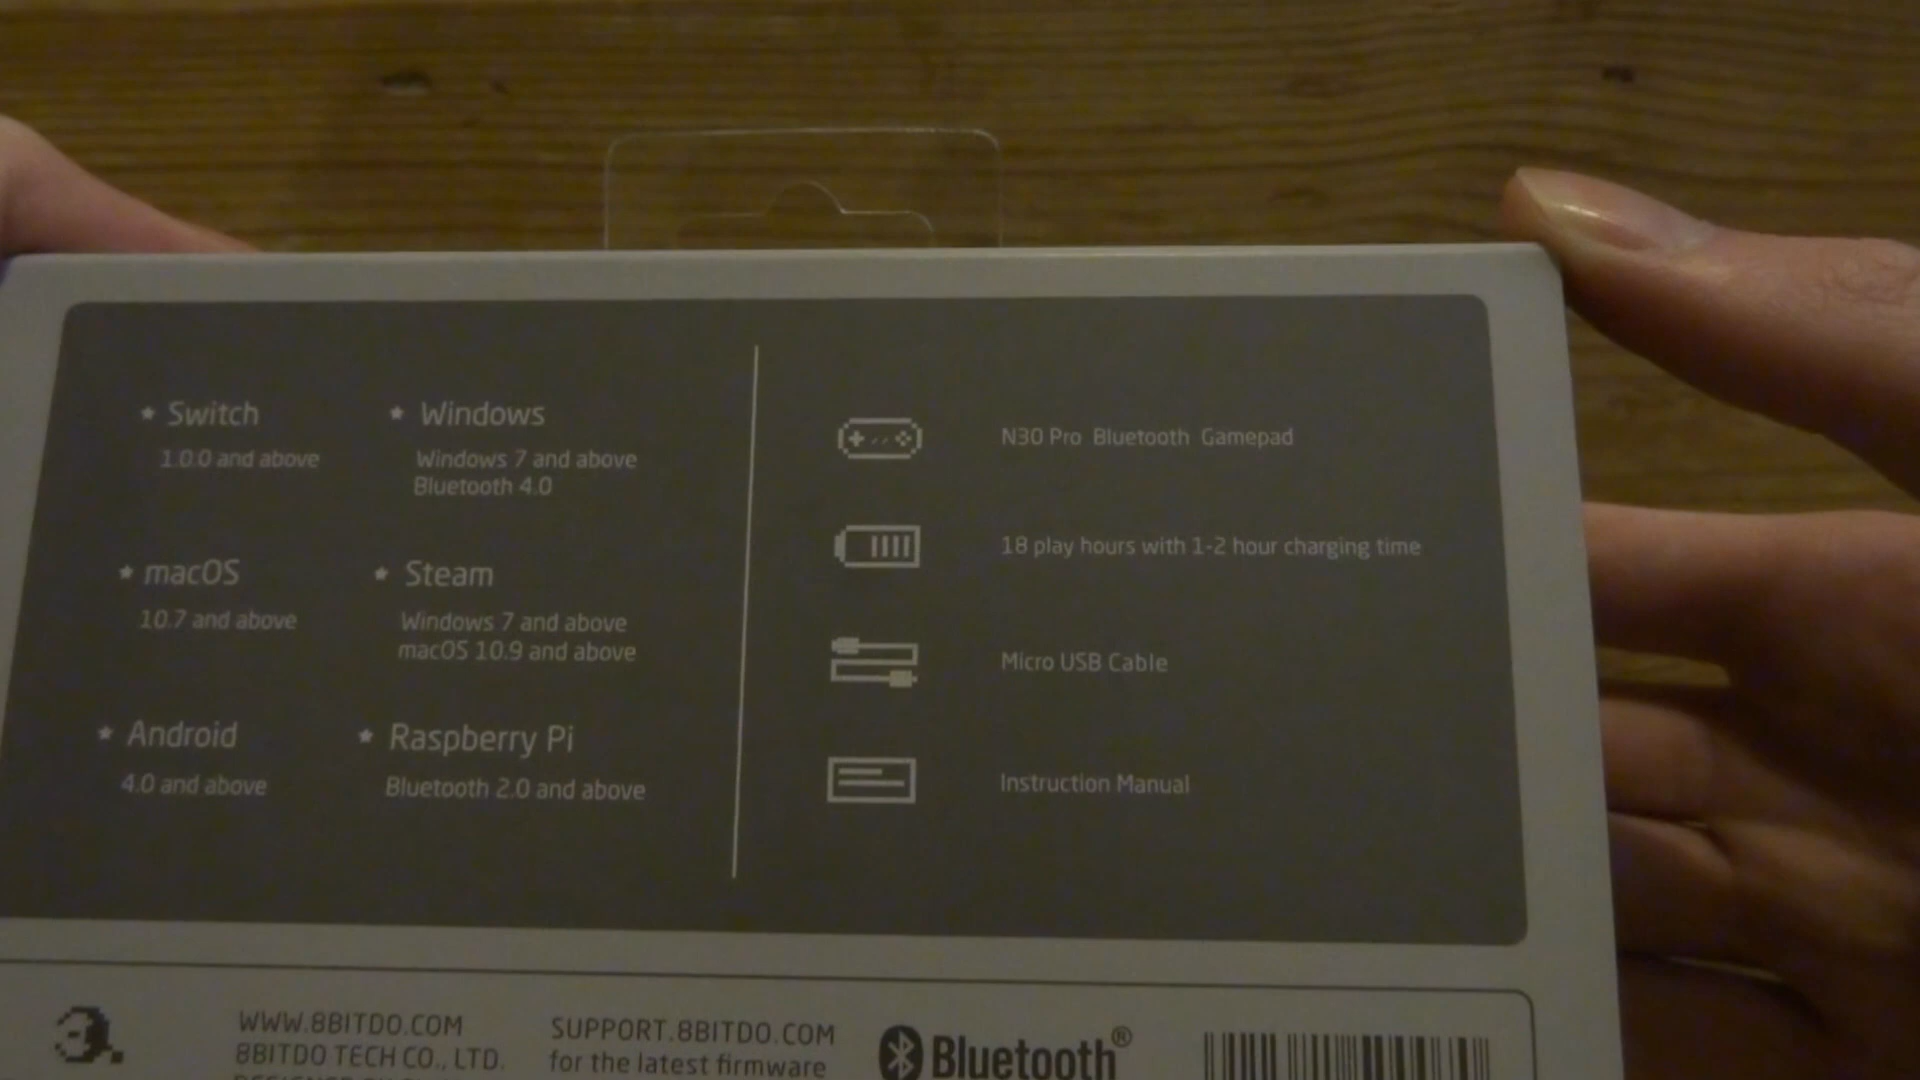 ★ Switch
1.0.0 and above
★ Windows
Windows 7 and above
Bluetooth 4.0
★ macOS
10.7 and above
★ Steam
Windows 7 and above
macOS 10.9 and above
★ Android
4.0 and above
★ Raspberry Pi
Bluetooth 2.0 and above
N30 Pro Bluetooth Gamepad
18 play hours with 1-2 hour charging time
Micro USB Cable
Instruction Manual
WWW.8BITDO.COM
8BITDO TECH CO., LTD.
SUPPORT.8BITDO.COM
for the latest firmware
Bluetooth®